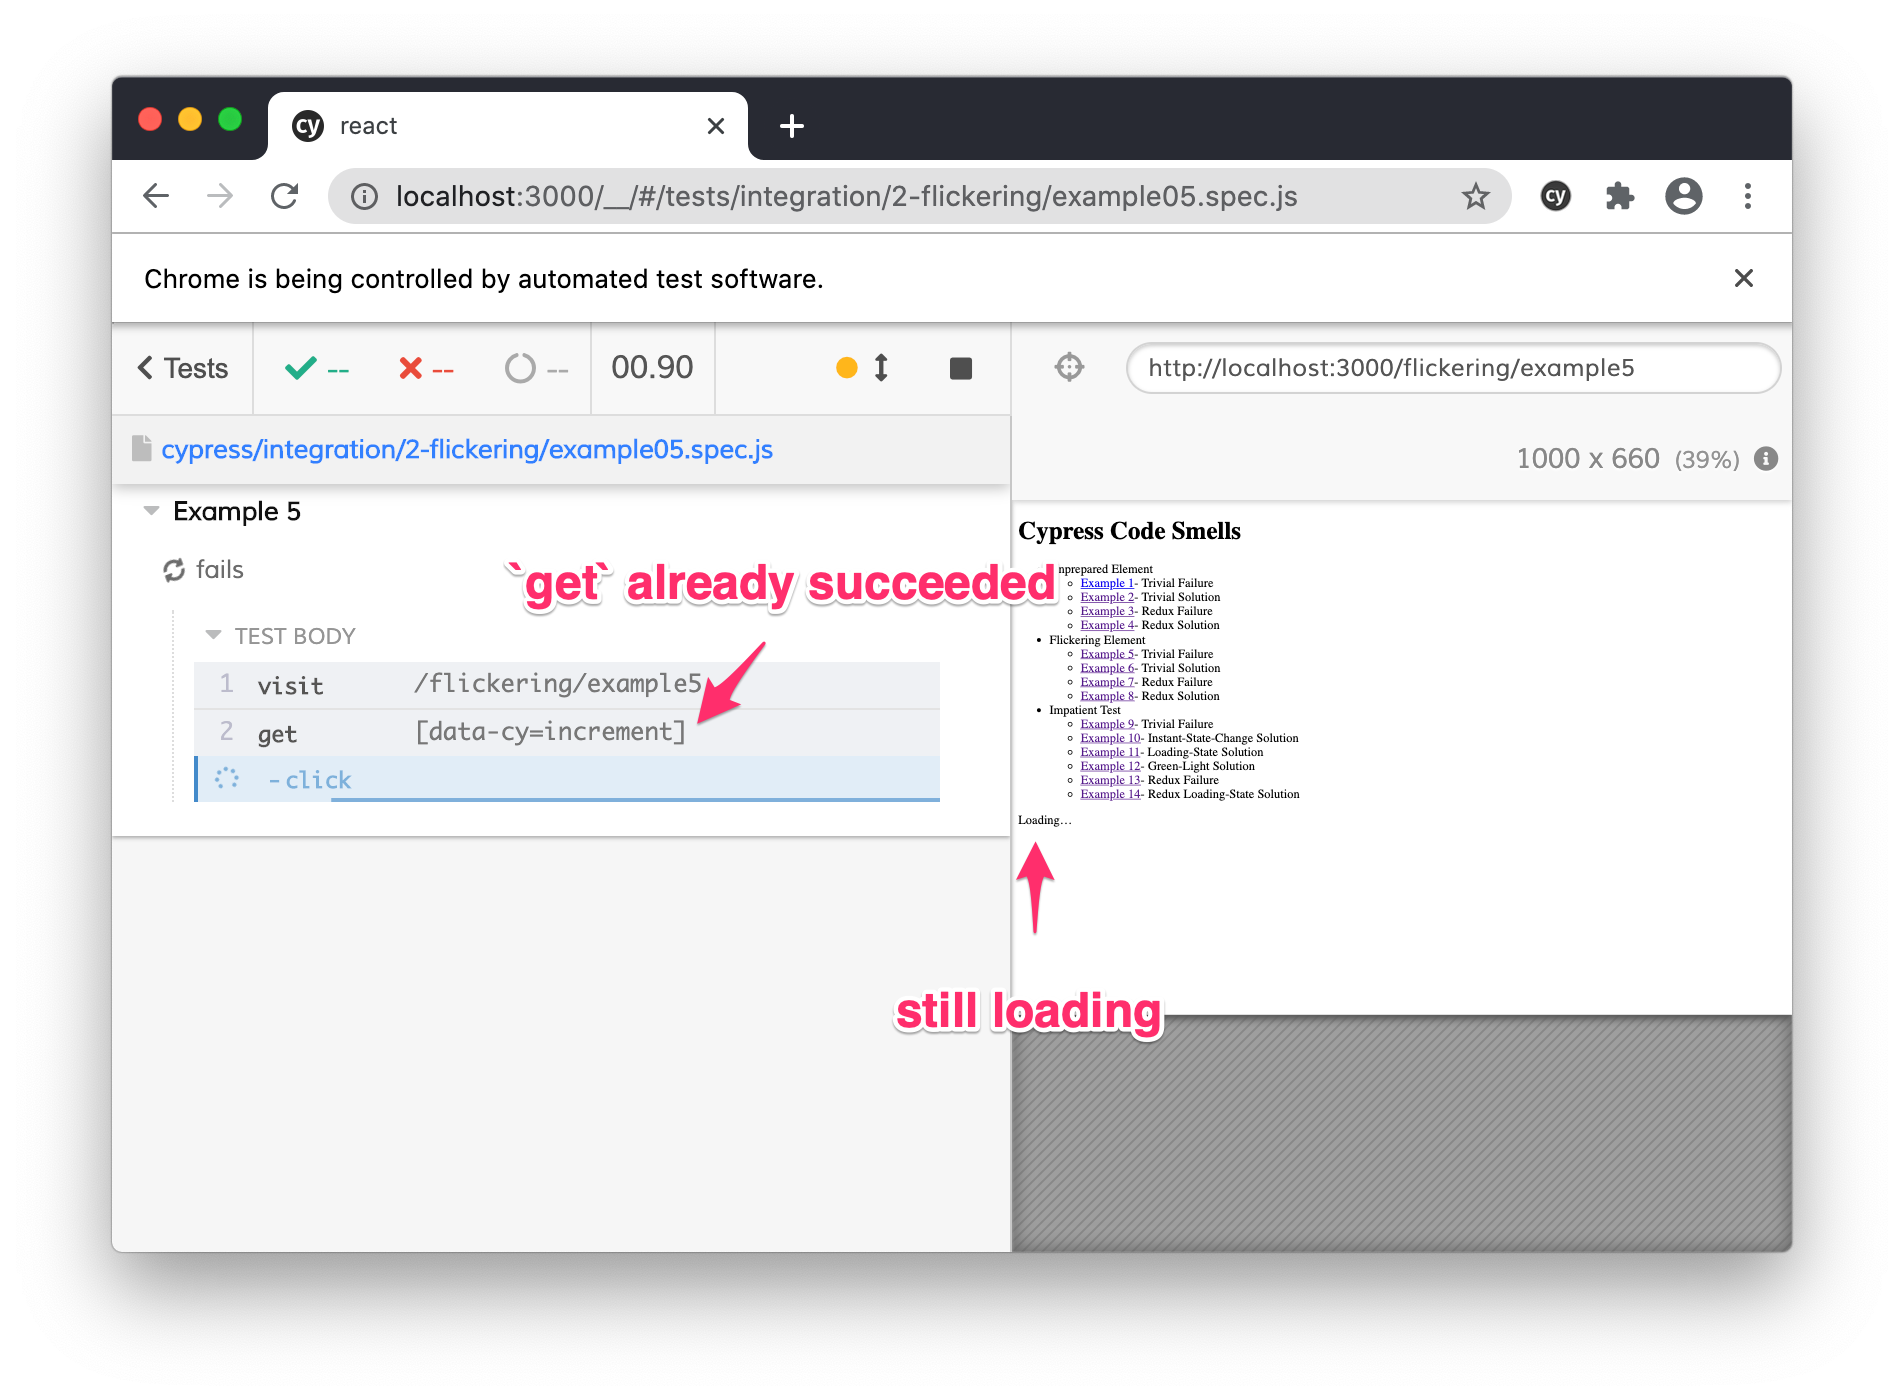 cy react
localhost:3000/__/#/tests/integration/2-flickering/example05.spec.js
cy
Chrome is being controlled by automated test software.
Tests -- -- -- 00.90
http://localhost:3000/flickering/example5
1000 x 660 (39%)
cypress/integration/2-flickering/example05.spec.js
Example 5
fails
`get` already succeeded
TEST BODY
1 visit /flickering/example5
2 get [data-cy=increment]
-click
Cypress Code Smells
nprepared Element
Example 1- Trivial Failure
Example 2- Trivial Solution
Example 3- Redux Failure
Example 4- Redux Solution
Flickering Element
Example 5- Trivial Failure
Example 6- Trivial Solution
Example 7- Redux Failure
Example 8- Redux Solution
Impatient Test
Example 9- Trivial Failure
Example 10- Instant-State-Change Solution
Example 11- Loading-State Solution
Example 12- Green-Light Solution
Example 13- Redux Failure
Example 14- Redux Loading-State Solution
Loading…
still loading